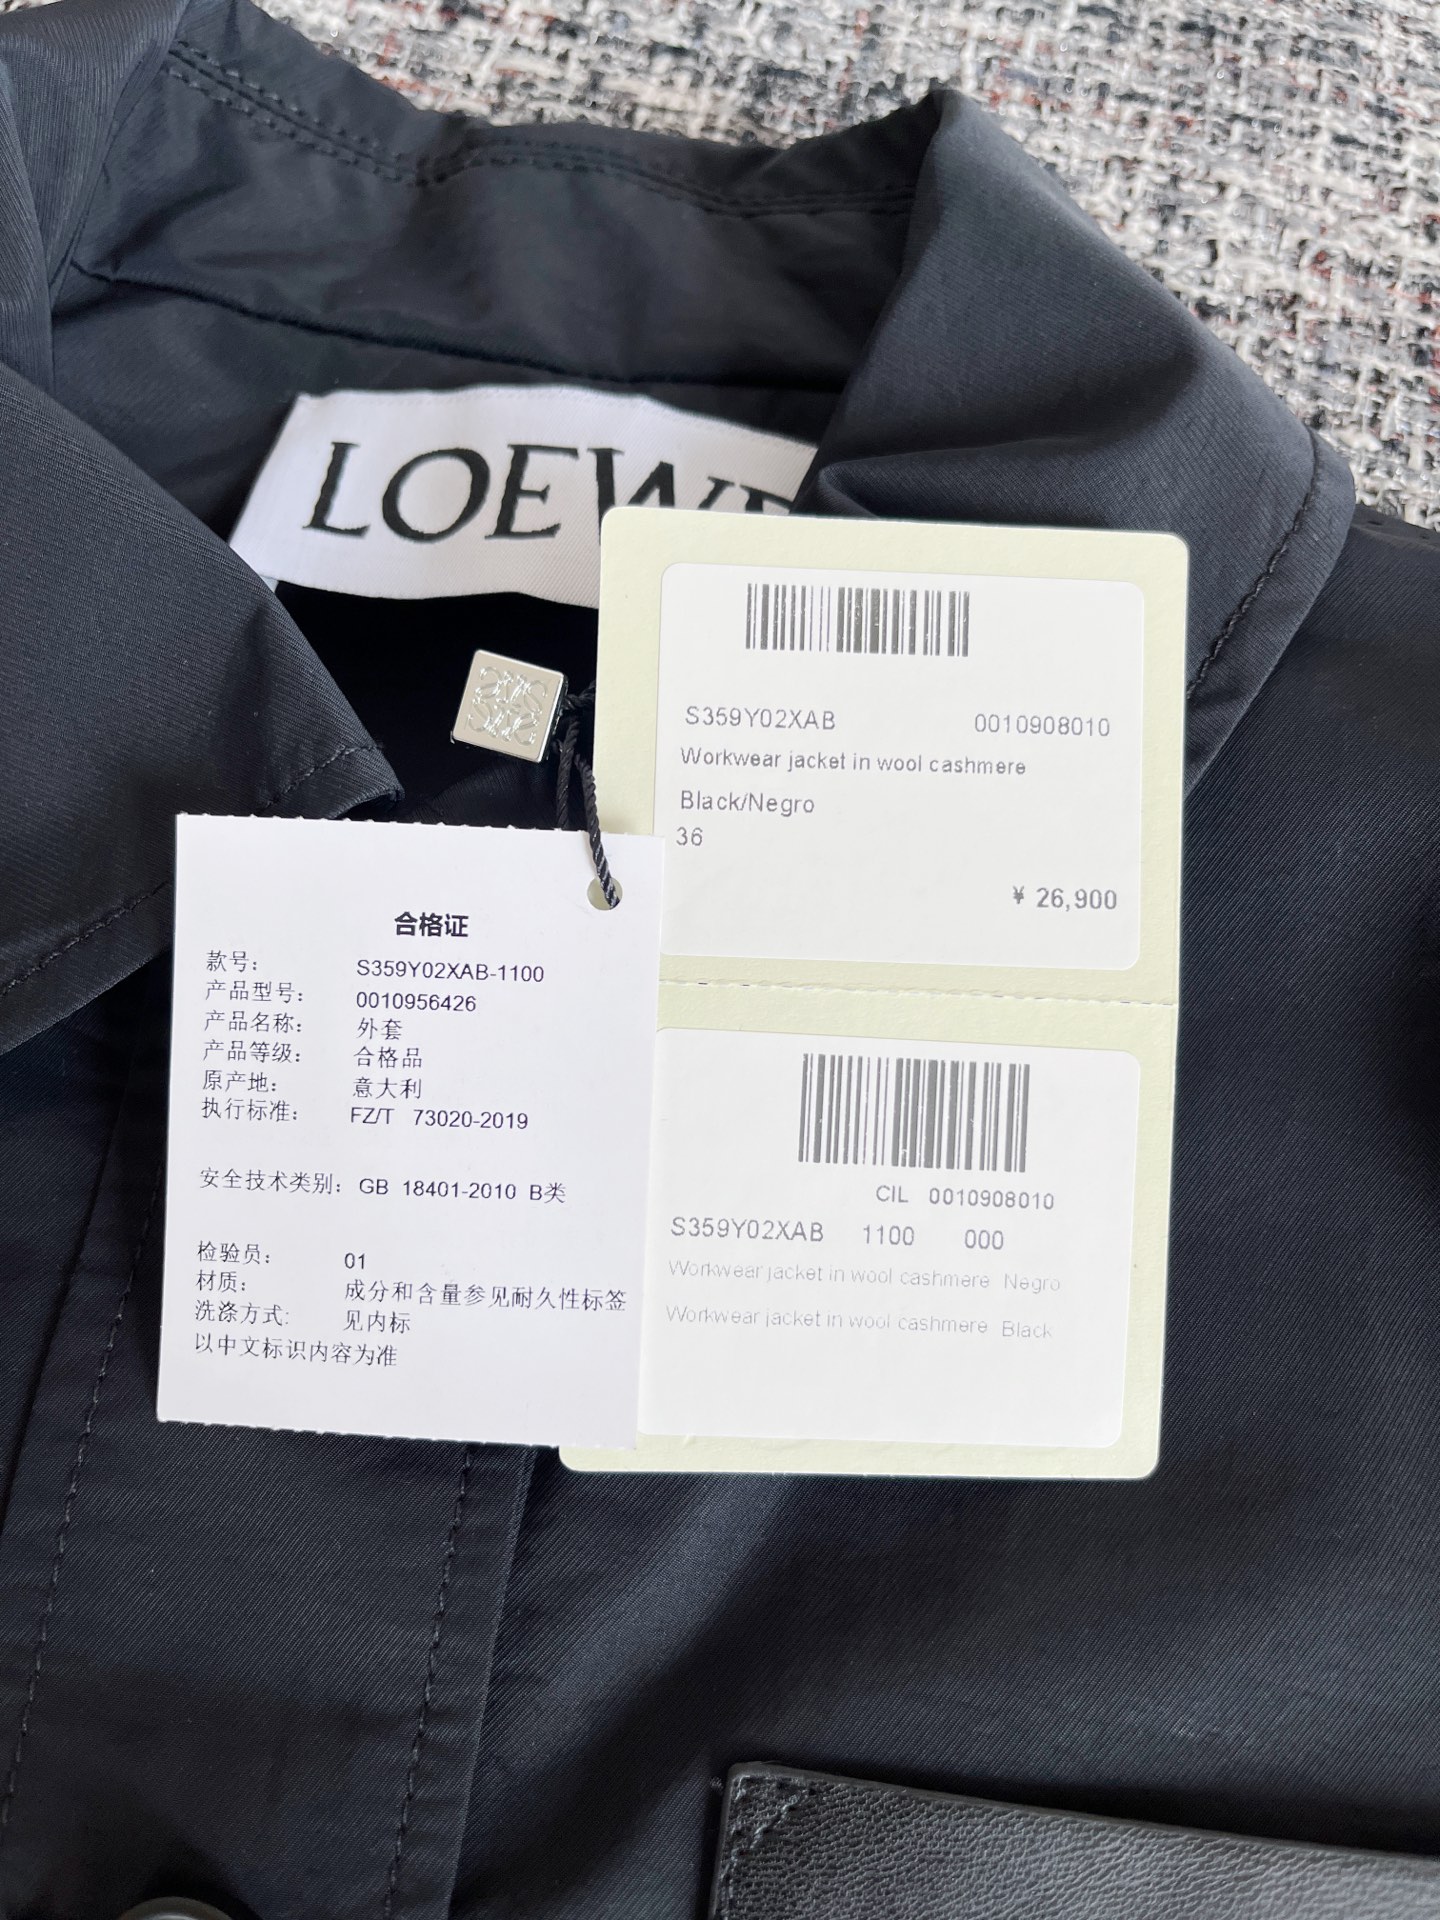 LOEWE
S359Y02XAB 0010908010
Workwear jacket in wool cashmere
Black/Negro
36
¥ 26,900
合格证
款号: S359Y02XAB-1100
产品型号: 0010956426
产品名称: 外套
产品等级: 合格品
原产地: 意大利
执行标准: FZ/T 73020-2019
安全技术类别: GB 18401-2010 B类
检验员: 01
材质: 成分和含量参见耐久性标签
洗涤方式: 见内标
以中文标识内容为准
CIL 0010908010
S359Y02XAB 1100 000
Workwear jacket in wool cashmere Negro
Workwear jacket in wool cashmere Black